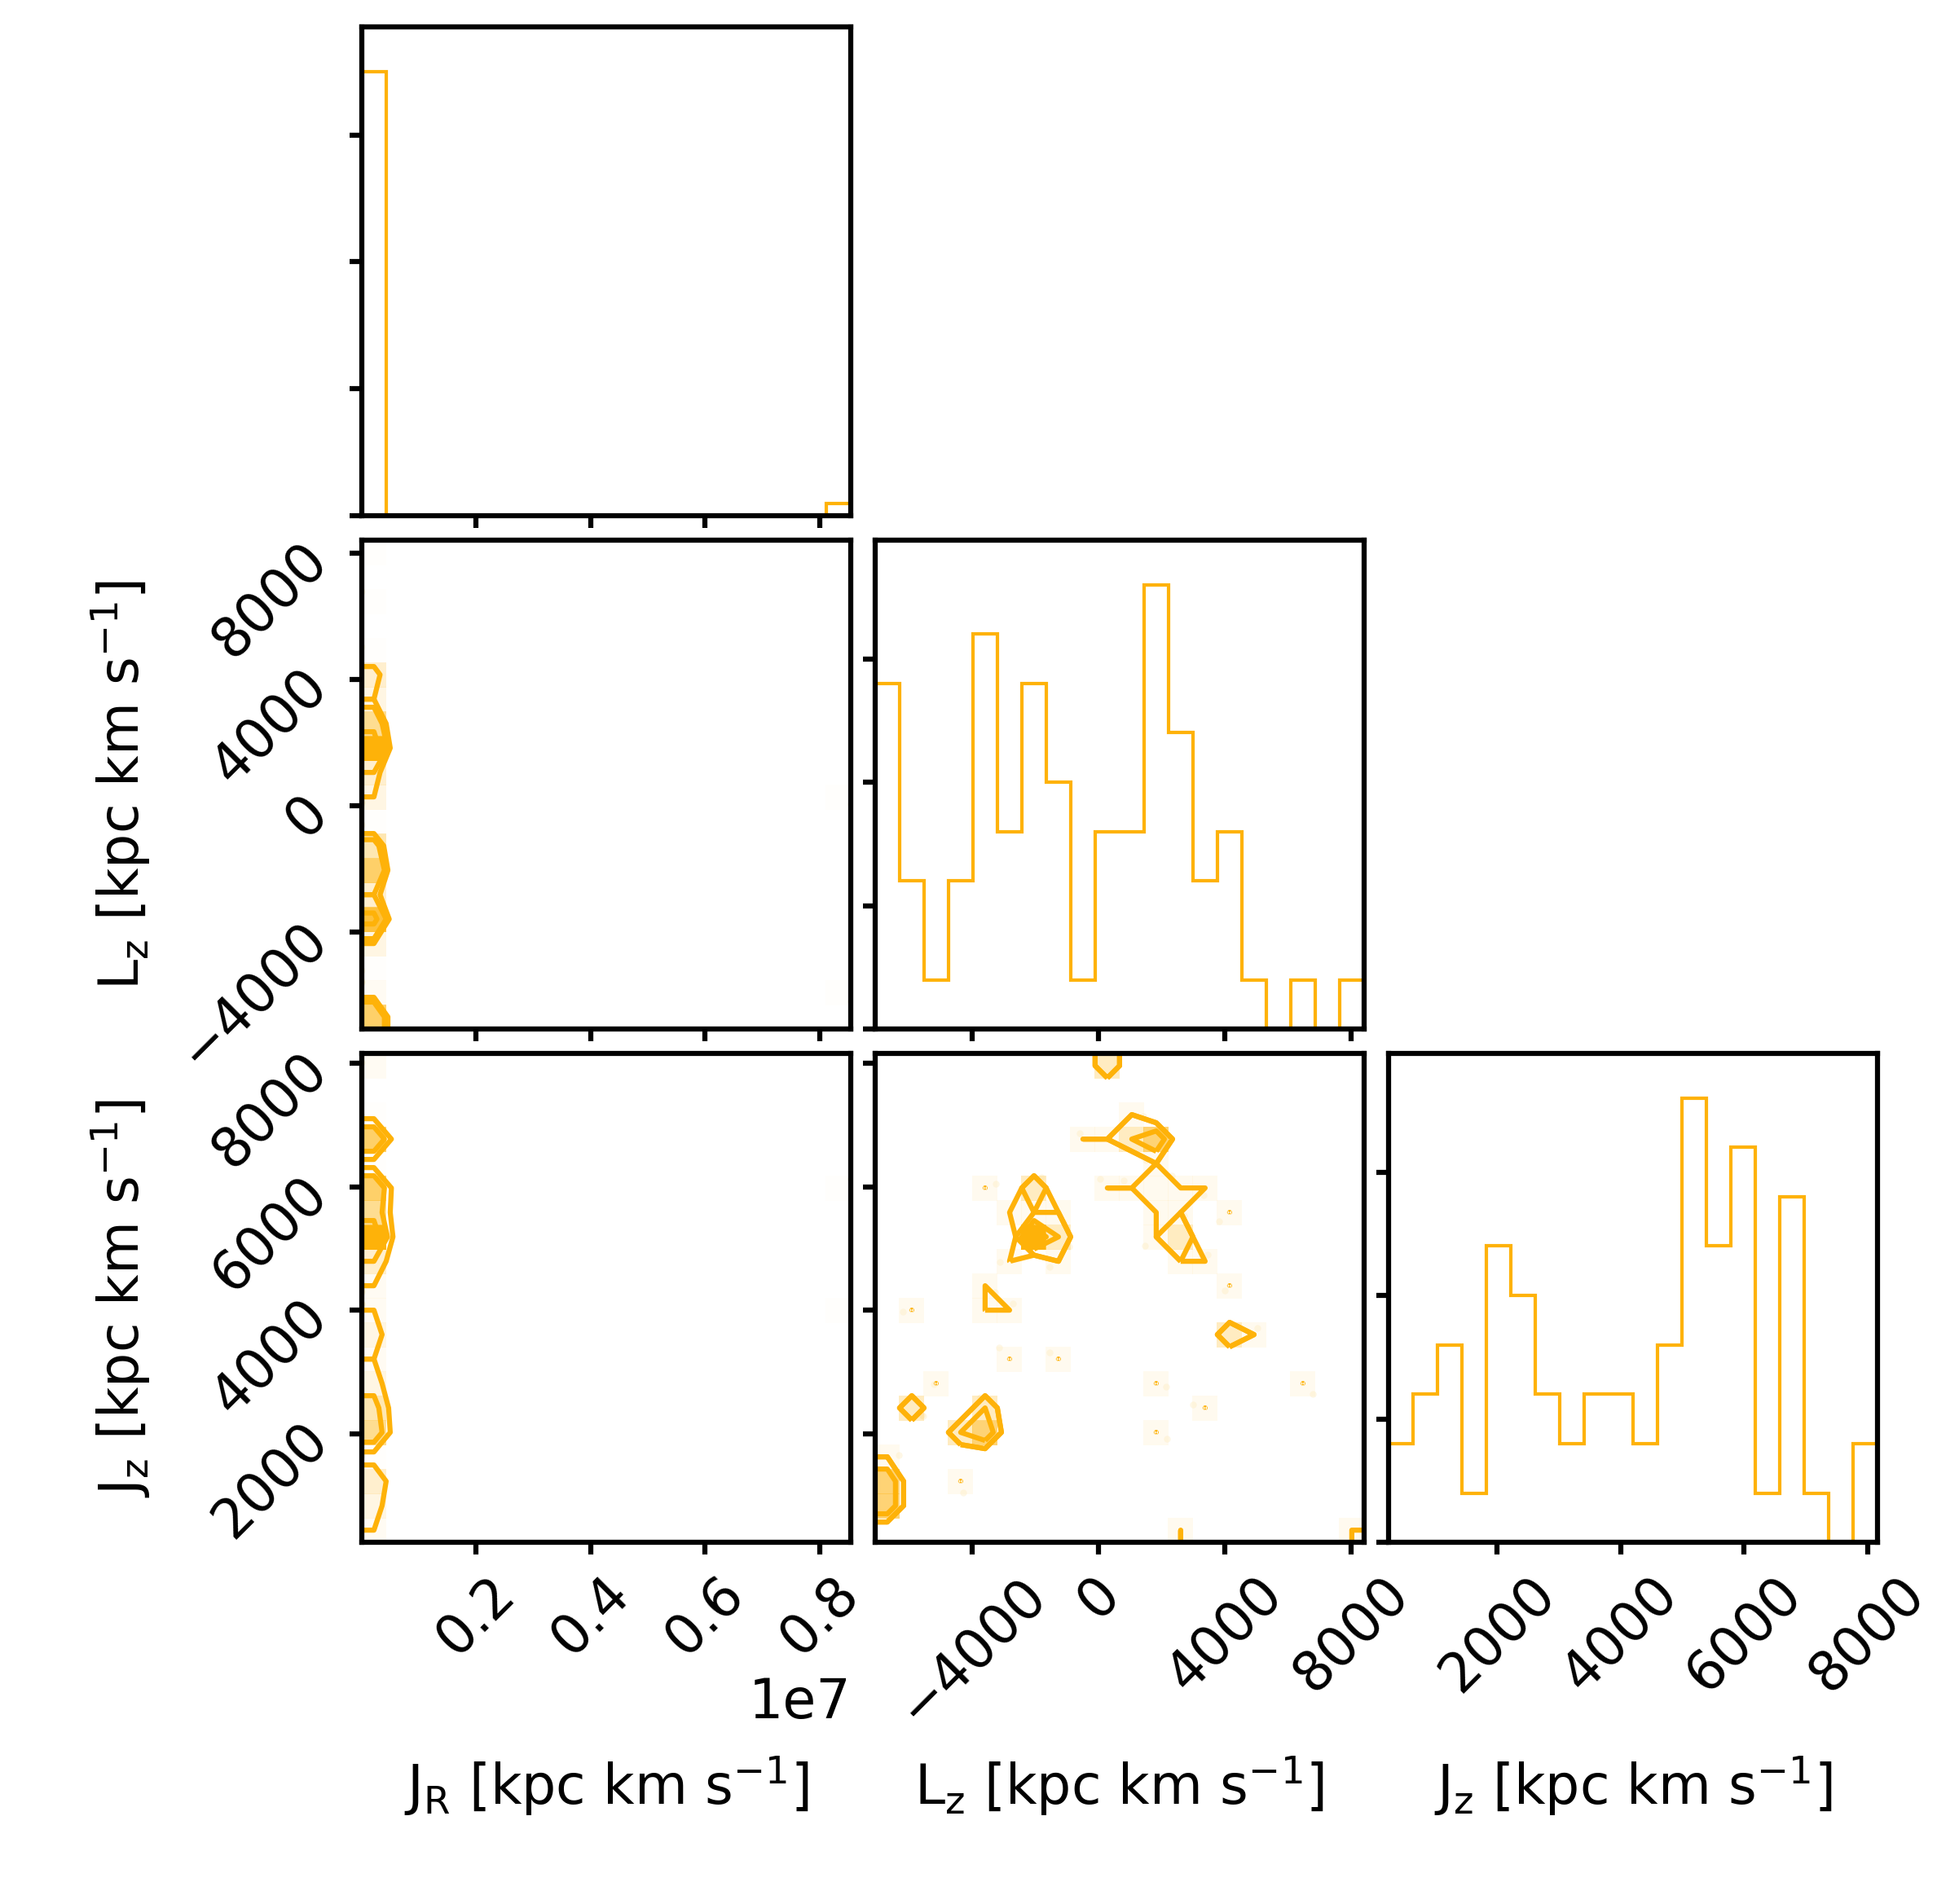 8000
4000
0
−4000
L_z [kpc km s⁻¹]
8000
6000
4000
2000
J_z [kpc km s⁻¹]
0.2 0.4 0.6 0.8
1e7
J_R [kpc km s⁻¹]
−4000 0 4000 8000
L_z [kpc km s⁻¹]
2000 4000 6000 8000
J_z [kpc km s⁻¹]